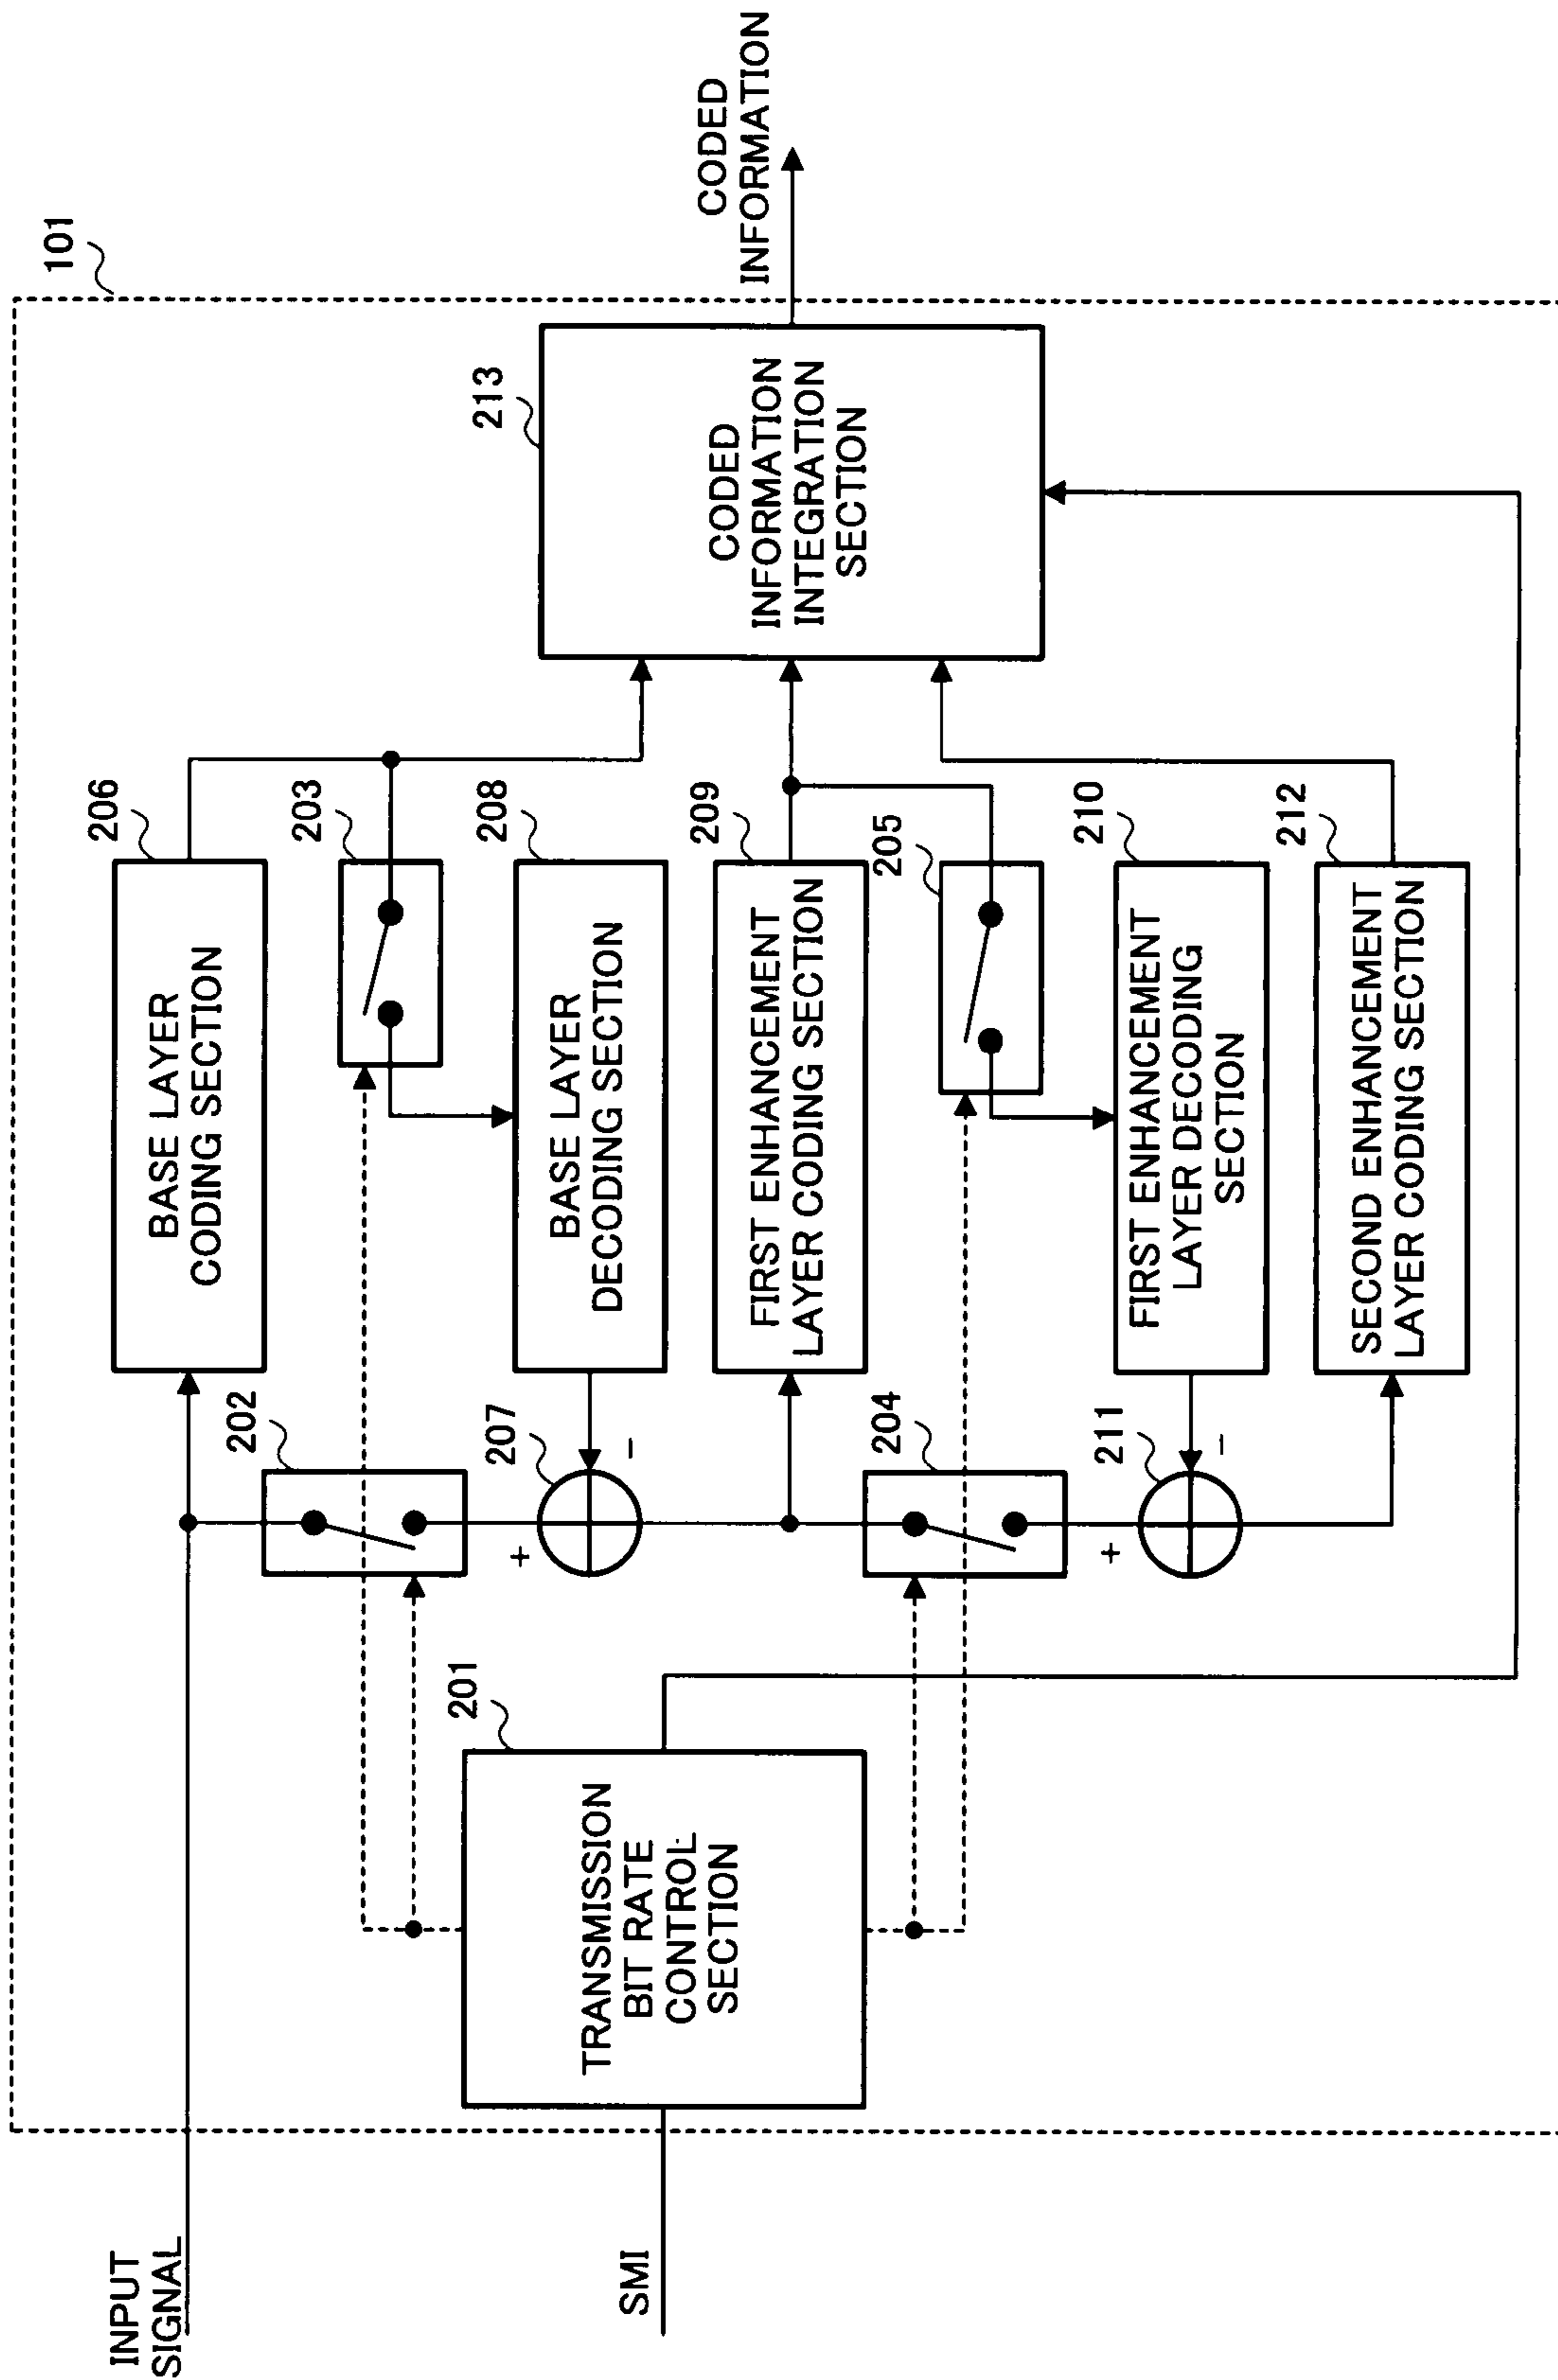 101
INPUT
SIGNAL
206
BASE LAYER
CODING SECTION
202
203
208
BASE LAYER
DECODING SECTION
207
+
-
213
CODED
INFORMATION
INTEGRATION
SECTION
CODED
INFORMATION
201
TRANSMISSION
BIT RATE
CONTROL
SECTION
SMI
209
FIRST ENHANCEMENT
LAYER CODING SECTION
204
205
210
FIRST ENHANCEMENT
LAYER DECODING
SECTION
211
+
-
212
SECOND ENHANCEMENT
LAYER CODING SECTION